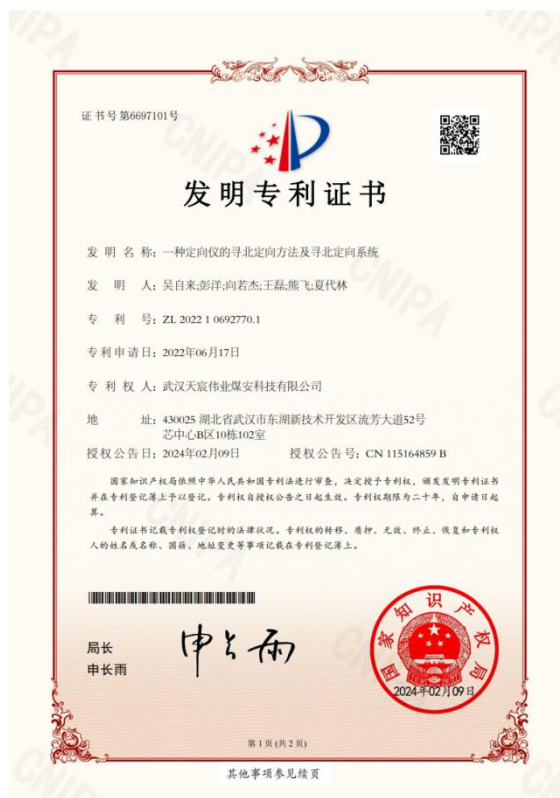 证书号第6697101号
发明专利证书
发 明 名 称：一种定向仪的寻北定向方法及寻北定向系统
发 明 人：吴自来;彭洋;向若杰;王磊;熊飞;夏代林
专 利 号：ZL 2022 1 0692770.1
专利申请日：2022年06月17日
专 利 权 人：武汉天宸伟业煤安科技有限公司
地 址：430025 湖北省武汉市东湖新技术开发区流芳大道52号
芯中心B区10栋102室
授权公告日：2024年02月09日 授权公告号：CN 115164859 B
国家知识产权局依照中华人民共和国专利法进行审查，决定授予专利权，颁发发明专利证书
并在专利登记簿上予以登记。专利权自授权公告之日起生效。专利权期限为二十年，自申请日起
算。
专利证书记载专利权登记时的法律状况。专利权的转移、质押、无效、终止、恢复和专利权
人的姓名或名称、国籍、地址变更等事项记载在专利登记簿上。
局长
申长雨
申长雨
国家知识产权局
2024年02月09日
第 1 页 (共 2 页)
其他事项参见续页
CNIPA